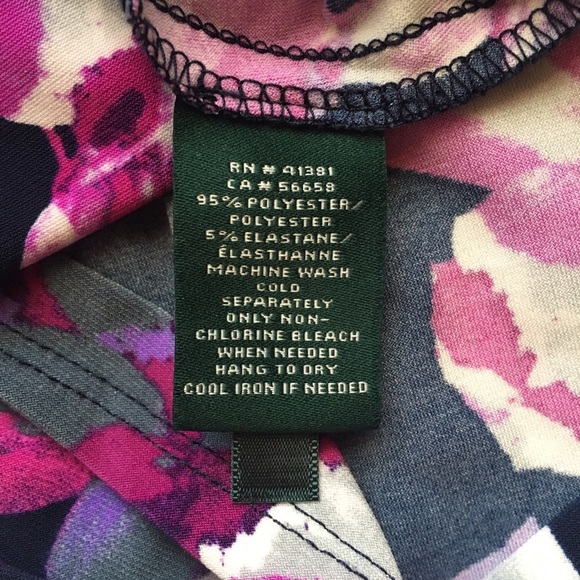 RN # 41381
CA # 56658
95% POLYESTER/
POLYESTER
5% ELASTANE/
ÉLASTHANNE
MACHINE WASH
COLD
SEPARATELY
ONLY NON-
CHLORINE BLEACH
WHEN NEEDED
HANG TO DRY
COOL IRON IF NEEDED